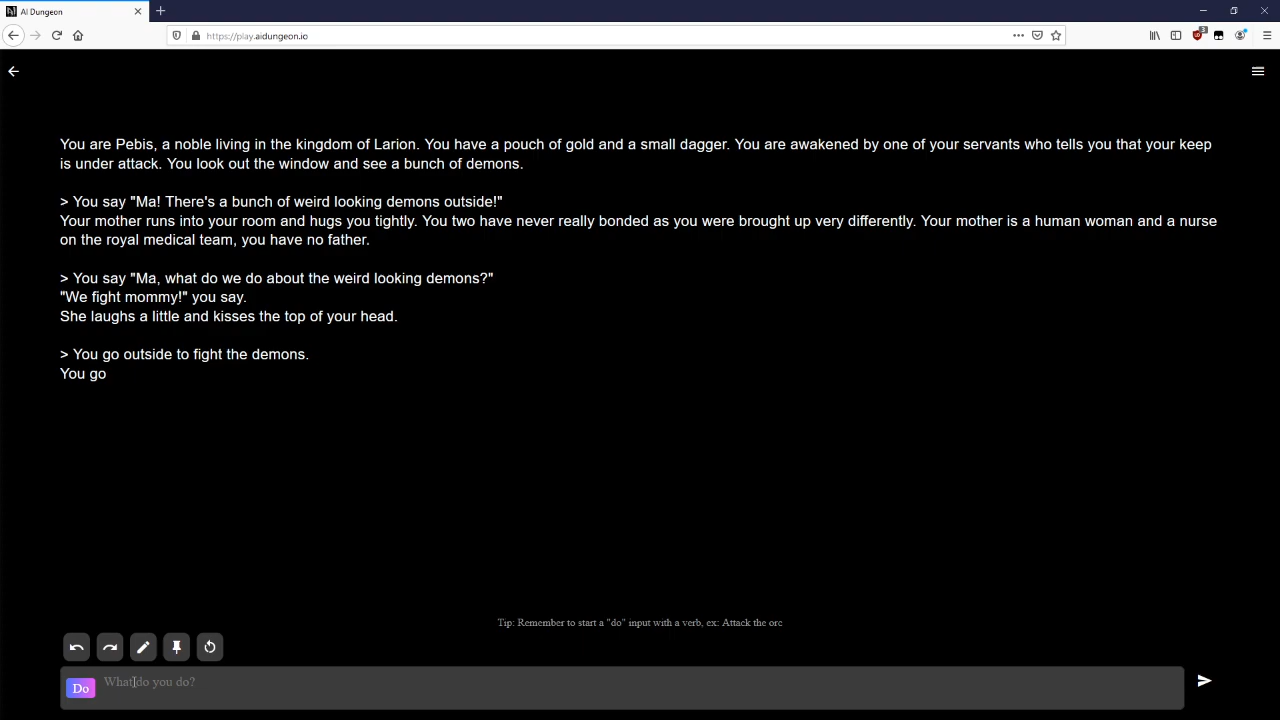 AI Dungeon
https://play.aidungeon.io
You are Pebis, a noble living in the kingdom of Larion. You have a pouch of gold and a small dagger. You are awakened by one of your servants who tells you that your keep
is under attack. You look out the window and see a bunch of demons.
> You say "Ma! There's a bunch of weird looking demons outside!"
Your mother runs into your room and hugs you tightly. You two have never really bonded as you were brought up very differently. Your mother is a human woman and a nurse
on the royal medical team, you have no father.
> You say "Ma, what do we do about the weird looking demons?"
"We fight mommy!" you say.
She laughs a little and kisses the top of your head.
> You go outside to fight the demons.
You go
Tip: Remember to start a "do" input with a verb, ex: Attack the orc
Do What do you do?